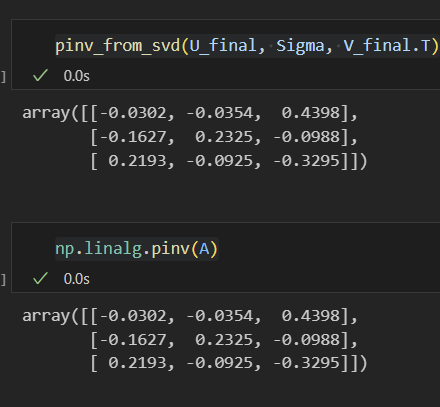 pinv_from_svd(U_final, Sigma, V_final.T)
] ✓ 0.0s
array([[-0.0302, -0.0354,  0.4398],
       [-0.1627,  0.2325, -0.0988],
       [ 0.2193, -0.0925, -0.3295]])
np.linalg.pinv(A)
] ✓ 0.0s
array([[-0.0302, -0.0354,  0.4398],
       [-0.1627,  0.2325, -0.0988],
       [ 0.2193, -0.0925, -0.3295]])